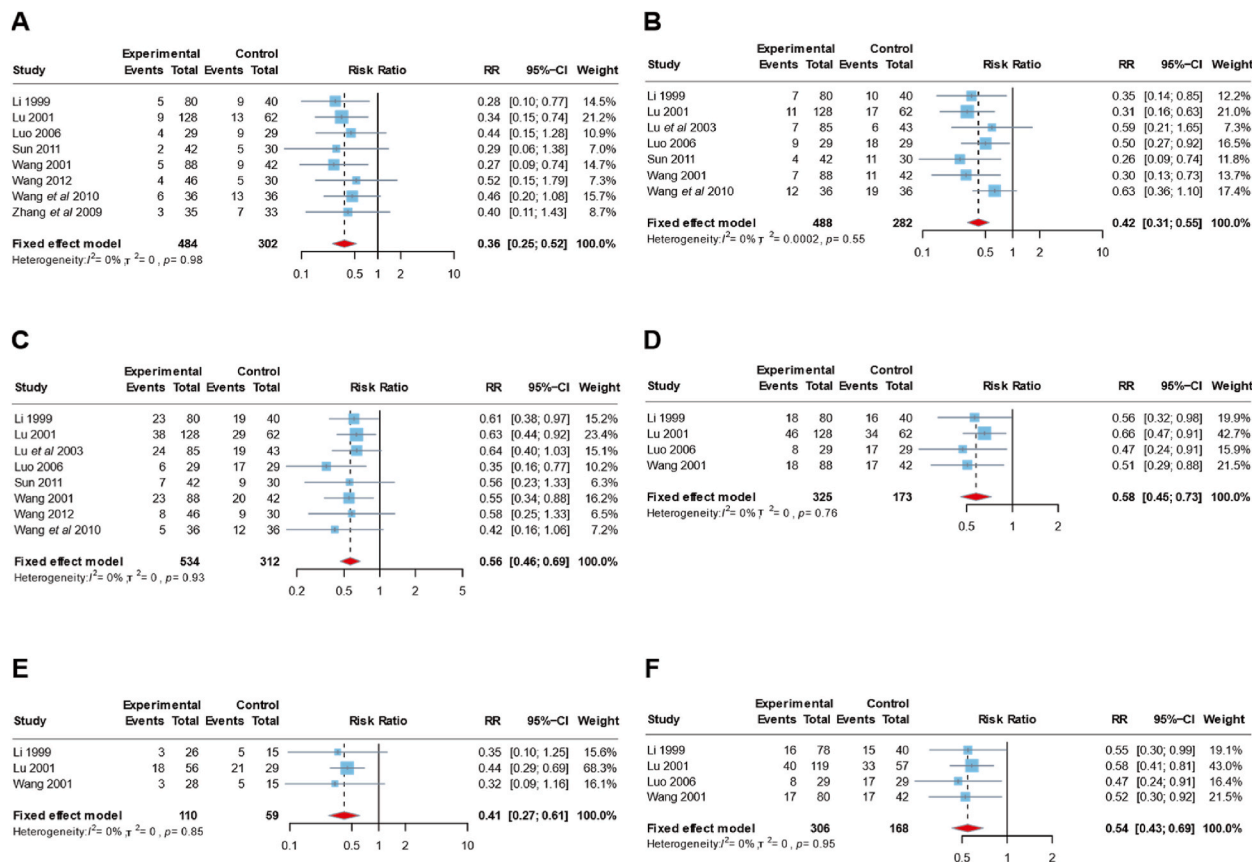 A
Experimental Control
Study Events Total Events Total Risk Ratio RR 95%-CI Weight
Li 1999 5 80 9 40 0.28 [0.10; 0.77] 14.5%
Lu 2001 9 128 13 62 0.34 [0.15; 0.74] 21.2%
Luo 2006 4 29 9 29 0.44 [0.15; 1.28] 10.9%
Sun 2011 2 42 5 30 0.29 [0.06; 1.38] 7.0%
Wang 2001 5 88 9 42 0.27 [0.09; 0.74] 14.7%
Wang 2012 4 46 5 30 0.52 [0.15; 1.79] 7.3%
Wang et al 2010 6 36 13 36 0.46 [0.20; 1.08] 15.7%
Zhang et al 2009 3 35 7 33 0.40 [0.11; 1.43] 8.7%
Fixed effect model 484 302 0.36 [0.25; 0.52] 100.0%
Heterogeneity: I²= 0%, τ²= 0 , p= 0.98
0.1 0.5 1 2 10
B
Experimental Control
Study Events Total Events Total Risk Ratio RR 95%-CI Weight
Li 1999 7 80 10 40 0.35 [0.14; 0.85] 12.2%
Lu 2001 11 128 17 62 0.31 [0.16; 0.63] 21.0%
Lu et al 2003 7 85 6 43 0.59 [0.21; 1.65] 7.3%
Luo 2006 9 29 18 29 0.50 [0.27; 0.92] 16.5%
Sun 2011 4 42 11 30 0.26 [0.09; 0.74] 11.8%
Wang 2001 7 88 11 42 0.30 [0.13; 0.73] 13.7%
Wang et al 2010 12 36 19 36 0.63 [0.36; 1.10] 17.4%
Fixed effect model 488 282 0.42 [0.31; 0.55] 100.0%
Heterogeneity: I²= 0% τ²= 0.0002 , p= 0.55
0.1 0.5 1 2 10
C
Experimental Control
Study Events Total Events Total Risk Ratio RR 95%-CI Weight
Li 1999 23 80 19 40 0.61 [0.38; 0.97] 15.2%
Lu 2001 38 128 29 62 0.63 [0.44; 0.92] 23.4%
Lu et al 2003 24 85 19 43 0.64 [0.40; 1.03] 15.1%
Luo 2006 6 29 17 29 0.35 [0.16; 0.77] 10.2%
Sun 2011 7 42 9 30 0.56 [0.23; 1.33] 6.3%
Wang 2001 23 88 20 42 0.55 [0.34; 0.88] 16.2%
Wang 2012 8 46 9 30 0.58 [0.25; 1.33] 6.5%
Wang et al 2010 5 36 12 36 0.42 [0.16; 1.06] 7.2%
Fixed effect model 534 312 0.56 [0.46; 0.69] 100.0%
Heterogeneity: I²= 0%, τ²= 0 , p= 0.93
0.2 0.5 1 2 5
D
Experimental Control
Study Events Total Events Total Risk Ratio RR 95%-CI Weight
Li 1999 18 80 16 40 0.56 [0.32; 0.98] 19.9%
Lu 2001 46 128 34 62 0.66 [0.47; 0.91] 42.7%
Luo 2006 8 29 17 29 0.47 [0.24; 0.91] 15.9%
Wang 2001 18 88 17 42 0.51 [0.29; 0.88] 21.5%
Fixed effect model 325 173 0.58 [0.45; 0.73] 100.0%
Heterogeneity: I²= 0%, τ²= 0 , p= 0.76
0.5 1 2
E
Experimental Control
Study Events Total Events Total Risk Ratio RR 95%-CI Weight
Li 1999 3 26 5 15 0.35 [0.10; 1.25] 15.6%
Lu 2001 18 56 21 29 0.44 [0.29; 0.69] 68.3%
Wang 2001 3 28 5 15 0.32 [0.09; 1.16] 16.1%
Fixed effect model 110 59 0.41 [0.27; 0.61] 100.0%
Heterogeneity: I²= 0%, τ²= 0 , p= 0.85
0.1 0.5 1 2 10
F
Experimental Control
Study Events Total Events Total Risk Ratio RR 95%-CI Weight
Li 1999 16 78 15 40 0.55 [0.30; 0.99] 19.1%
Lu 2001 40 119 33 57 0.58 [0.41; 0.81] 43.0%
Luo 2006 8 29 17 29 0.47 [0.24; 0.91] 16.4%
Wang 2001 17 80 17 42 0.52 [0.30; 0.92] 21.5%
Fixed effect model 306 168 0.54 [0.43; 0.69] 100.0%
Heterogeneity: I²= 0%, τ²= 0 , p= 0.95
0.5 1 2